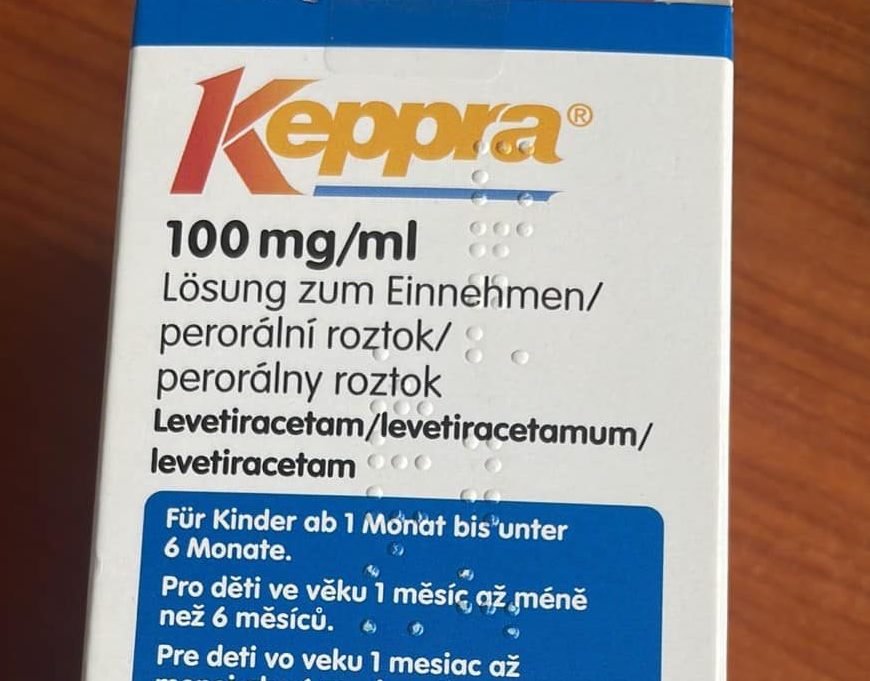 Keppra®
100 mg/ml
Lösung zum Einnehmen/
perorální roztok/
perorálny roztok
Levetiracetam/levetiracetamum/
levetiracetam
Für Kinder ab 1 Monat bis unter
6 Monate.
Pro děti ve věku 1 měsíc až méně
než 6 měsíců.
Pre deti vo veku 1 mesiac až